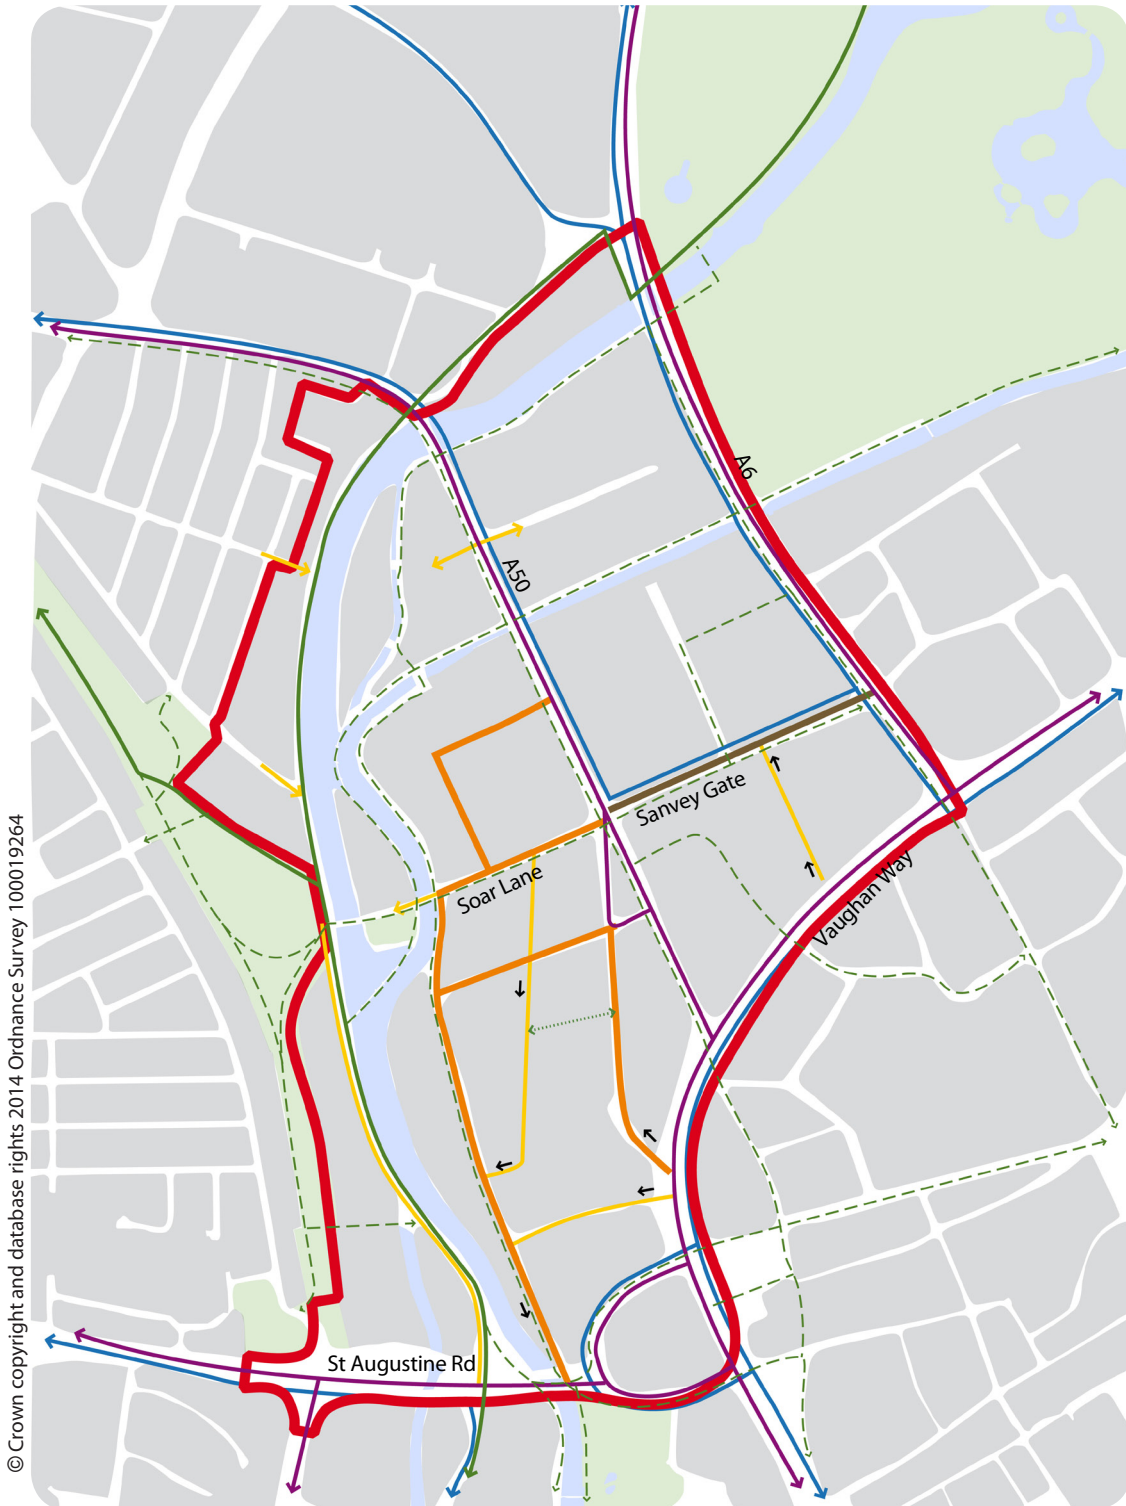 A6
A50
Sanvey Gate
Soar Lane
Vaughan Way
St Augustine Rd
© Crown copyright and database rights 2014 Ordnance Survey 100019264